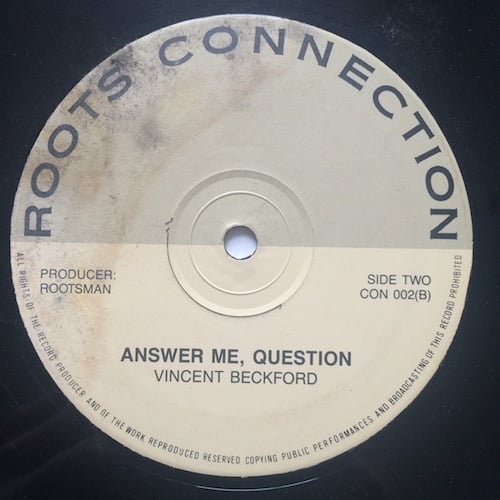 ROOTS CONNECTION
PRODUCER:
ROOTSMAN
SIDE TWO
CON 002(B)
ANSWER ME, QUESTION
VINCENT BECKFORD
ALL RIGHTS OF THE RECORD PRODUCER AND OF THE WORK REPRODUCED RESERVED COPYING PUBLIC PERFORMANCES AND BROADCASTING OF THIS RECORD PROHIBITED